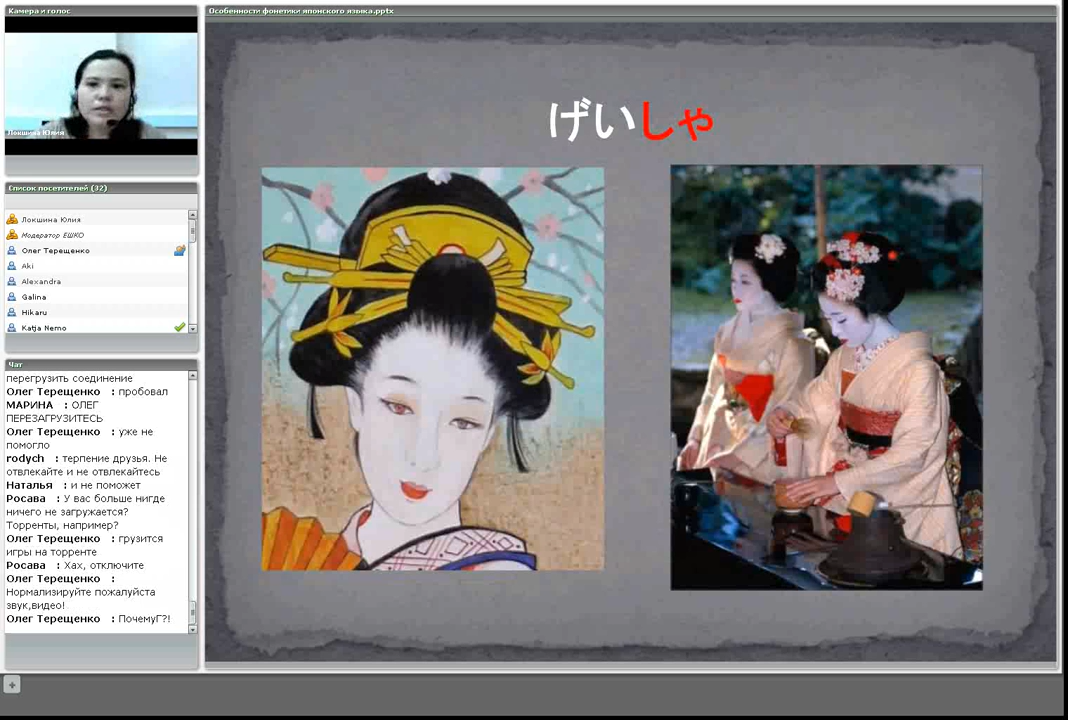 Камера и голос
Локшина Юлия
Список посетителей (32)
Локшина Юлия
Модератор ЕШКО
Олег Терещенко
Aki
Alexandra
Galina
Hikaru
Katja Nemo
Чат
перегрузить соединение
Олег Терещенко : пробовал
МАРИНА : ОЛЕГ
ПЕРЕЗАГРУЗИТЕСЬ
Олег Терещенко : уже не
помогло
rodych : терпение друзья. Не
отвлекайте и не отвлекайтесь
Наталья : и не поможет
Росава : У вас больше нигде
ничего не загружается?
Торренты, например?
Олег Терещенко : грузится
игры на торренте
Росава : Хах, отключите
Олег Терещенко :
Нормализируйте пожалуйста
звук,видео!
Олег Терещенко : ПочемуГ?!
Особенности фонетики японского языка.pptx
げいしゃ